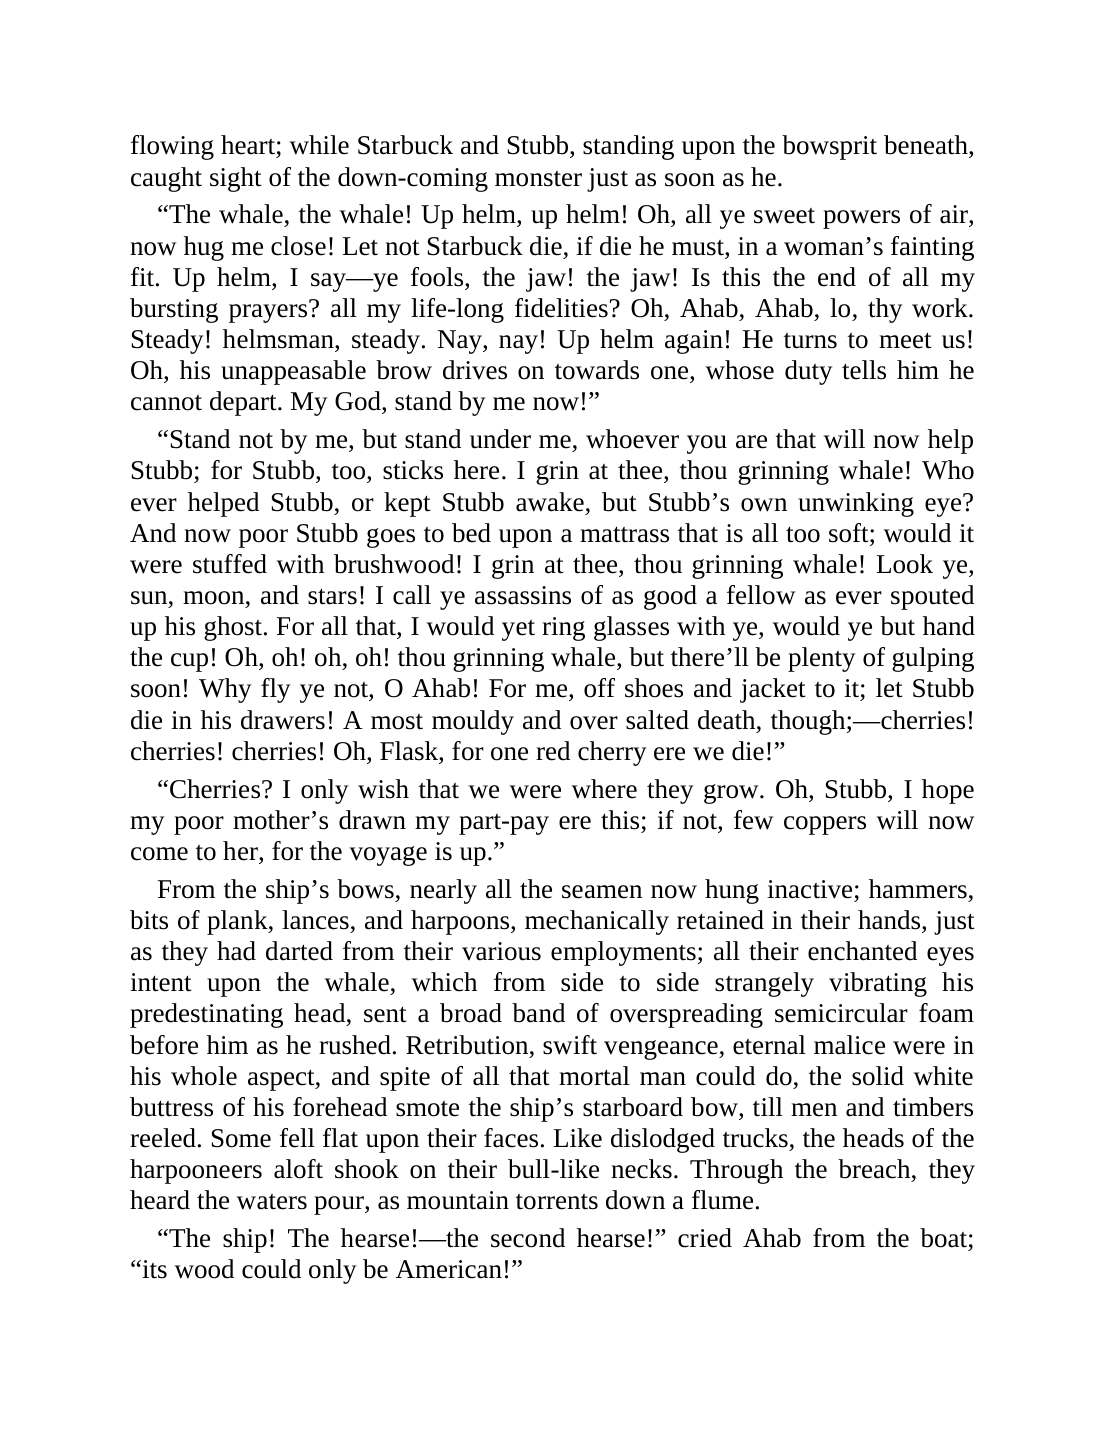 flowing heart; while Starbuck and Stubb, standing upon the bowsprit beneath,
caught sight of the down-coming monster just as soon as he.
“The whale, the whale! Up helm, up helm! Oh, all ye sweet powers of air,
now hug me close! Let not Starbuck die, if die he must, in a woman’s fainting
fit. Up helm, I say—ye fools, the jaw! the jaw! Is this the end of all my
bursting prayers? all my life-long fidelities? Oh, Ahab, Ahab, lo, thy work.
Steady! helmsman, steady. Nay, nay! Up helm again! He turns to meet us!
Oh, his unappeasable brow drives on towards one, whose duty tells him he
cannot depart. My God, stand by me now!”
“Stand not by me, but stand under me, whoever you are that will now help
Stubb; for Stubb, too, sticks here. I grin at thee, thou grinning whale! Who
ever helped Stubb, or kept Stubb awake, but Stubb’s own unwinking eye?
And now poor Stubb goes to bed upon a mattrass that is all too soft; would it
were stuffed with brushwood! I grin at thee, thou grinning whale! Look ye,
sun, moon, and stars! I call ye assassins of as good a fellow as ever spouted
up his ghost. For all that, I would yet ring glasses with ye, would ye but hand
the cup! Oh, oh! oh, oh! thou grinning whale, but there’ll be plenty of gulping
soon! Why fly ye not, O Ahab! For me, off shoes and jacket to it; let Stubb
die in his drawers! A most mouldy and over salted death, though;—cherries!
cherries! cherries! Oh, Flask, for one red cherry ere we die!”
“Cherries? I only wish that we were where they grow. Oh, Stubb, I hope
my poor mother’s drawn my part-pay ere this; if not, few coppers will now
come to her, for the voyage is up.”
From the ship’s bows, nearly all the seamen now hung inactive; hammers,
bits of plank, lances, and harpoons, mechanically retained in their hands, just
as they had darted from their various employments; all their enchanted eyes
intent upon the whale, which from side to side strangely vibrating his
predestinating head, sent a broad band of overspreading semicircular foam
before him as he rushed. Retribution, swift vengeance, eternal malice were in
his whole aspect, and spite of all that mortal man could do, the solid white
buttress of his forehead smote the ship’s starboard bow, till men and timbers
reeled. Some fell flat upon their faces. Like dislodged trucks, the heads of the
harpooneers aloft shook on their bull-like necks. Through the breach, they
heard the waters pour, as mountain torrents down a flume.
“The ship! The hearse!—the second hearse!” cried Ahab from the boat;
“its wood could only be American!”